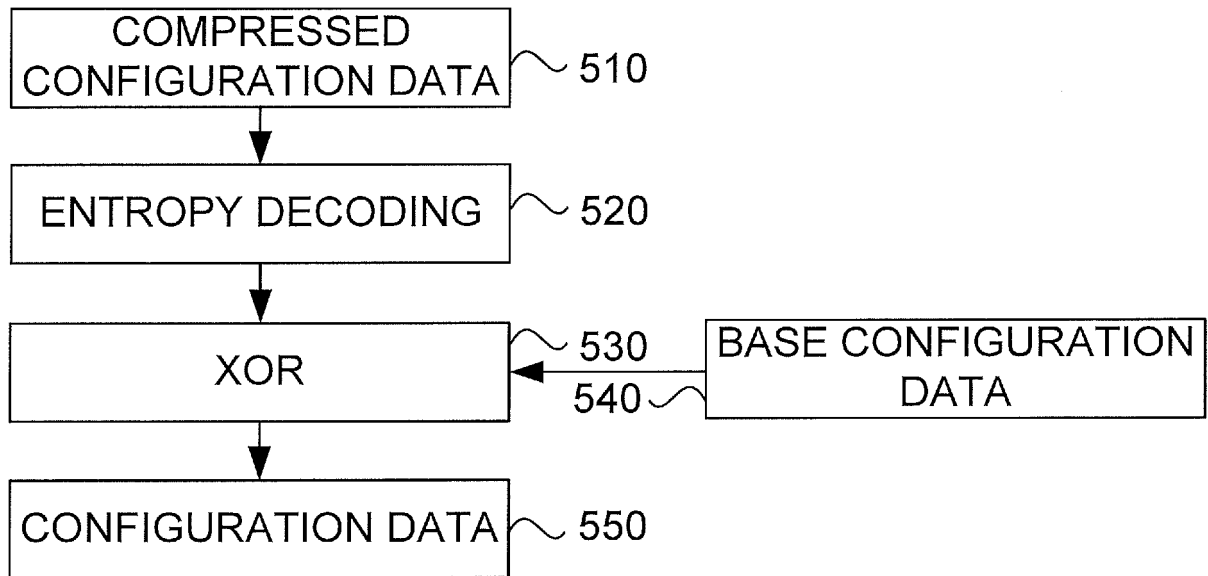 COMPRESSED
CONFIGURATION DATA
510
ENTROPY DECODING
520
XOR
530
BASE CONFIGURATION
DATA
540
CONFIGURATION DATA
550